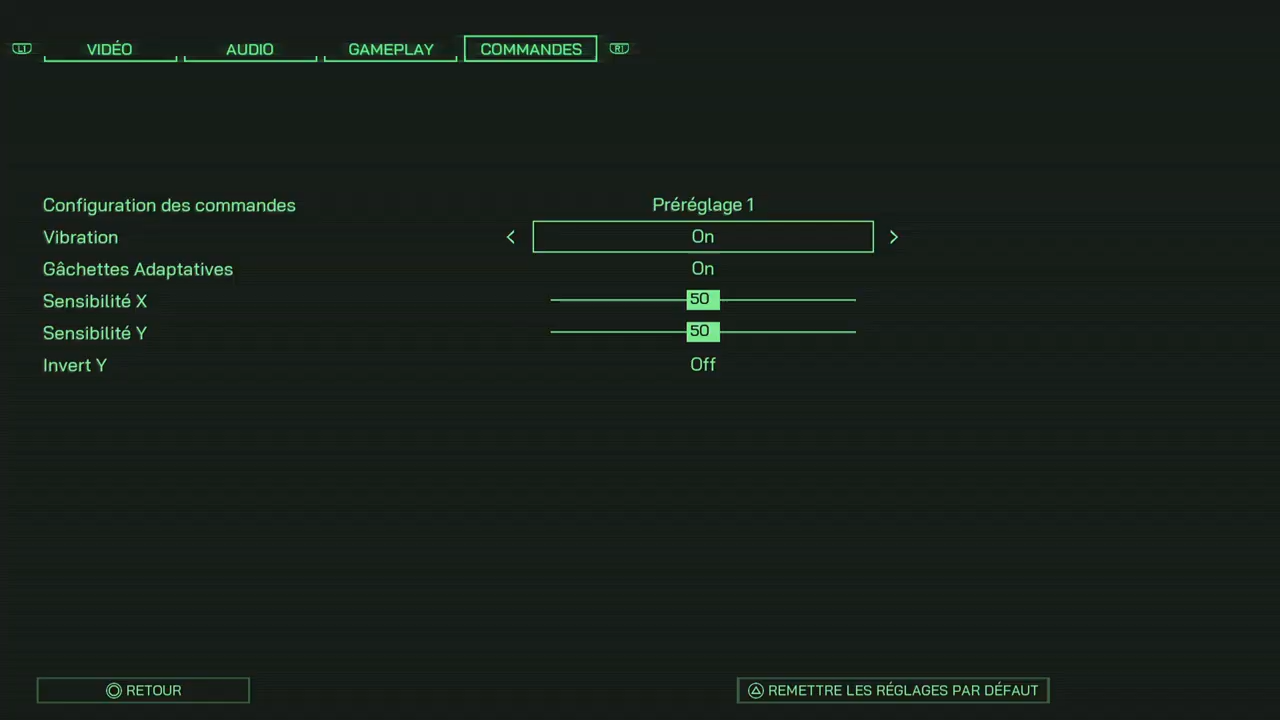 L1 VIDÉO AUDIO GAMEPLAY COMMANDES R1
Configuration des commandes Préréglage 1
Vibration < On >
Gâchettes Adaptatives On
Sensibilité X 50
Sensibilité Y 50
Invert Y Off
RETOUR REMETTRE LES RÉGLAGES PAR DÉFAUT